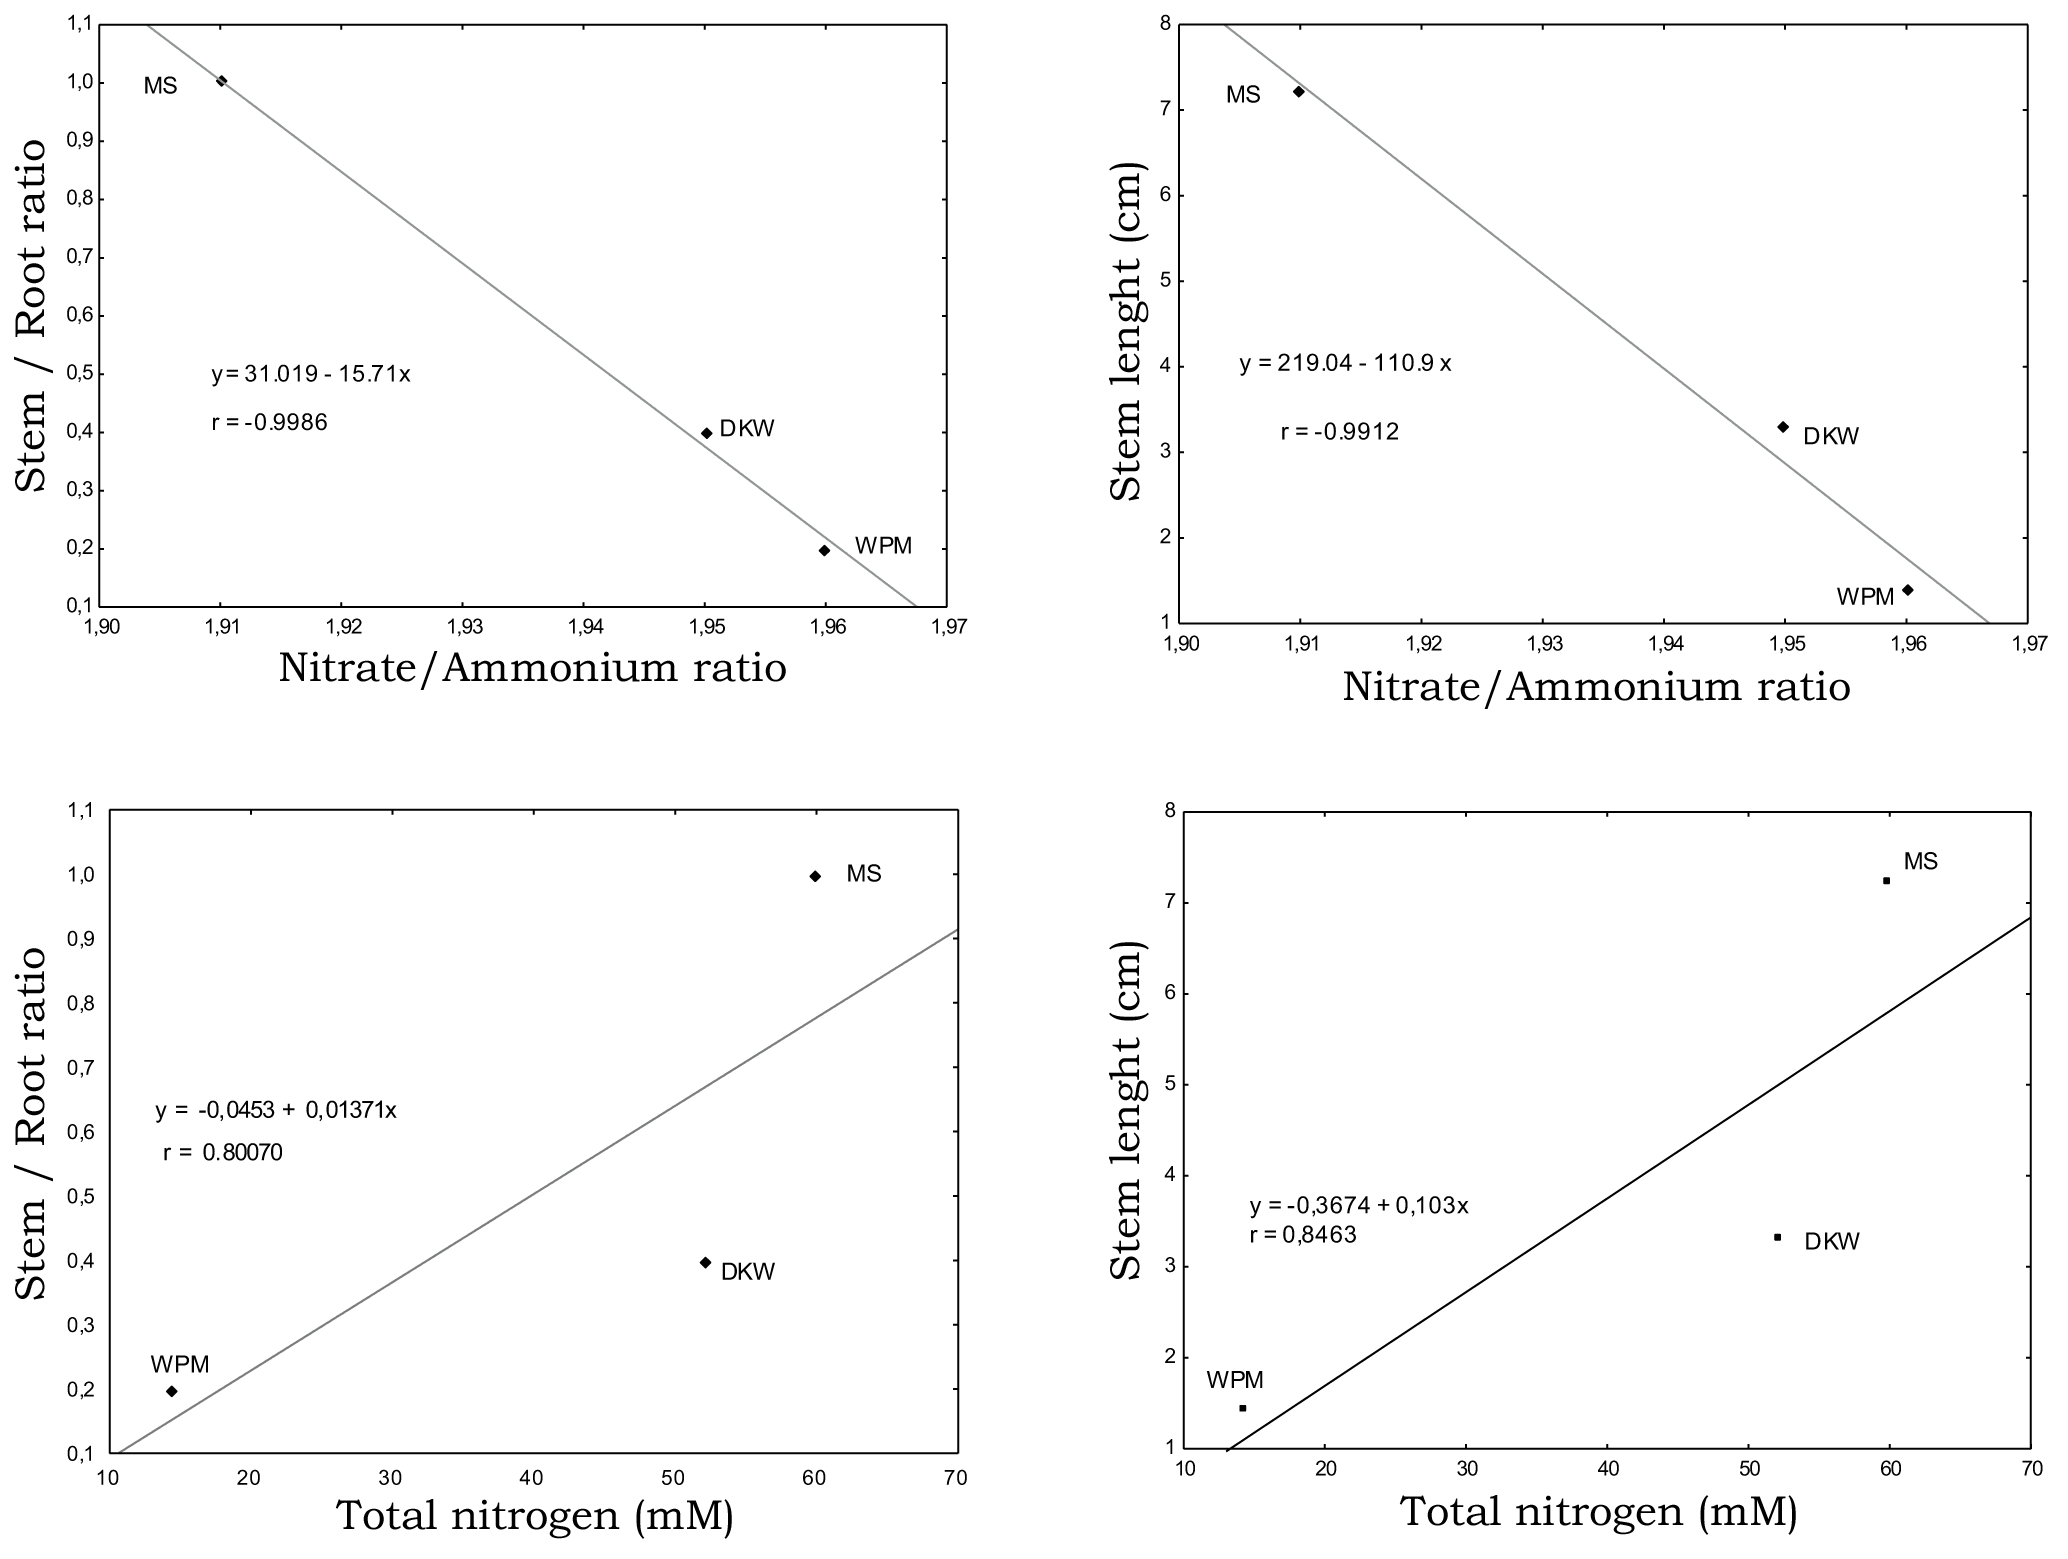 Stem / Root ratio
1,1
1,0
0,9
0,8
0,7
0,6
0,5
0,4
0,3
0,2
0,1
MS
y = 31.019 - 15.71x
r = -0.9986
DKW
WPM
1,90 1,91 1,92 1,93 1,94 1,95 1,96 1,97
Nitrate/Ammonium ratio
Stem lenght (cm)
8
7
6
5
4
3
2
1
MS
y = 219.04 - 110.9 x
r = -0.9912
DKW
WPM
1,90 1,91 1,92 1,93 1,94 1,95 1,96 1,97
Nitrate/Ammonium ratio
Stem / Root ratio
1,1
1,0
0,9
0,8
0,7
0,6
0,5
0,4
0,3
0,2
0,1
MS
y = -0,0453 + 0,01371x
r = 0.80070
DKW
WPM
10 20 30 40 50 60 70
Total nitrogen (mM)
Stem lenght (cm)
8
7
6
5
4
3
2
1
MS
y = -0,3674 + 0,103x
r = 0,8463
DKW
WPM
10 20 30 40 50 60 70
Total nitrogen (mM)